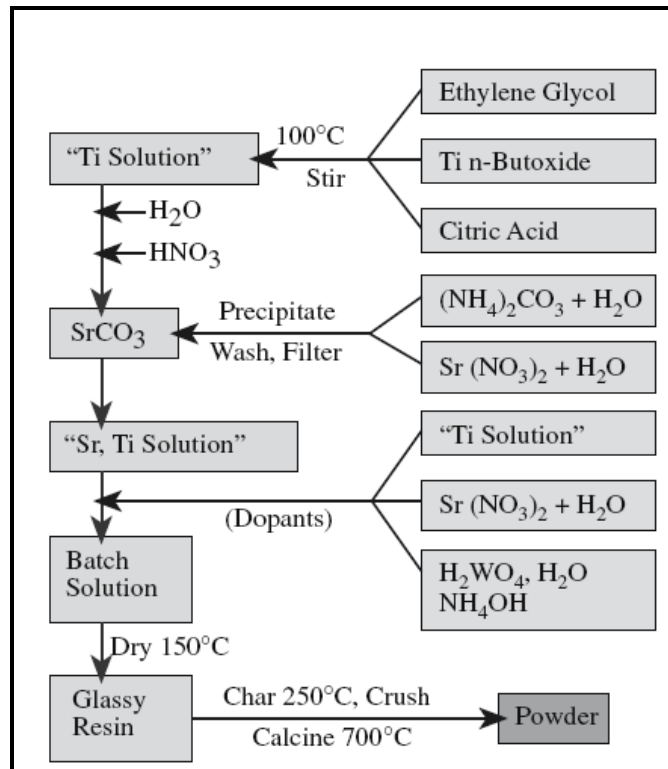 Ethylene Glycol
100°C
“Ti Solution”
Ti n-Butoxide
Stir
Citric Acid
H2O
HNO3
(NH4)2CO3 + H2O
Precipitate
SrCO3
Wash, Filter
Sr (NO3)2 + H2O
“Ti Solution”
“Sr, Ti Solution”
Sr (NO3)2 + H2O
(Dopants)
Batch
Solution
H2WO4, H2O
NH4OH
Dry 150°C
Glassy
Resin
Char 250°C, Crush
Calcine 700°C
Powder